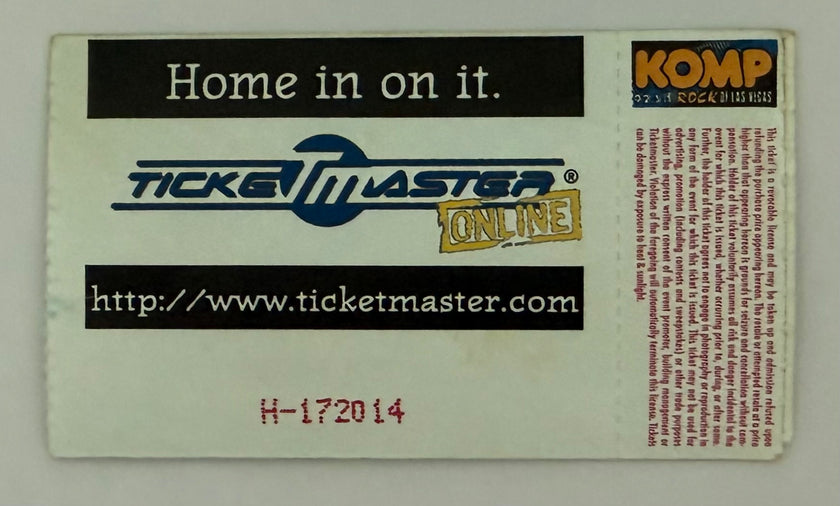 Home in on it.
TICKETMASTER®
ONLINE
http://www.ticketmaster.com
H-172014
KOMP
92.3 FM ROCK OF LAS VEGAS
This ticket is a revocable license and may be taken up and admission refused upon
refunding the purchase price appearing hereon. The resale or attempted resale at a price
higher than that appearing hereon is grounds for seizure and cancellation without com-
pensation. Holder of this ticket voluntarily assumes all risk and danger incidental to the
event for which this ticket is issued, whether occurring prior to, during, or after same.
Further, the holder of this ticket agrees not to engage in photography or reproduction in
any form of the event for which this ticket is issued. This ticket may not be used for
advertising, promotion (including contests and sweepstakes) or other trade purposes
without the express written consent of the event promoter, building management or
Ticketmaster. Violation of the foregoing will automatically terminate this license. Tickets
can be damaged by exposure to heat & sunlight.